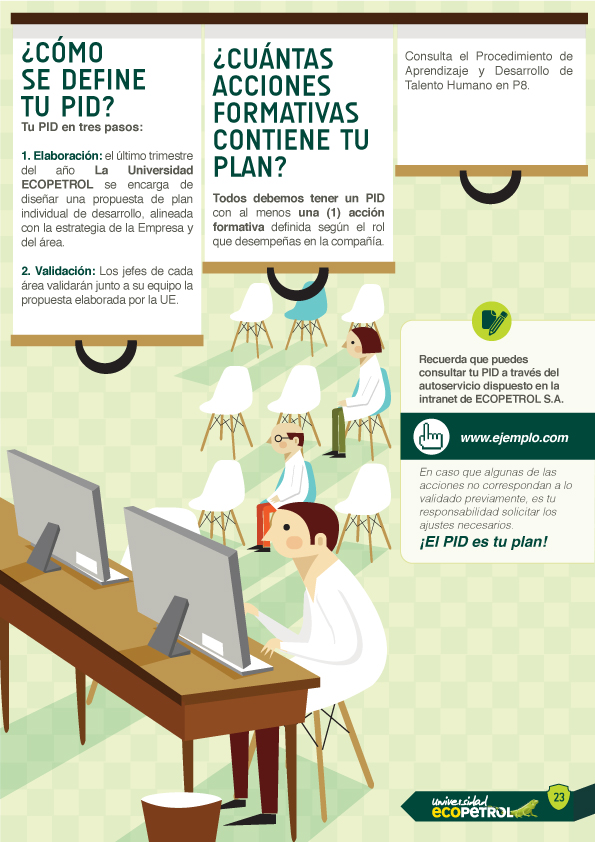 ¿CÓMO
SE DEFINE
TU PID?
Tu PID en tres pasos:
1. Elaboración: el último trimestre
del año La Universidad
ECOPETROL se encarga de
diseñar una propuesta de plan
individual de desarrollo, alineada
con la estrategia de la Empresa y
del área.
2. Validación: Los jefes de cada
área validarán junto a su equipo la
propuesta elaborada por la UE.
¿CUÁNTAS
ACCIONES
FORMATIVAS
CONTIENE TU
PLAN?
Todos debemos tener un PID
con al menos una (1) acción
formativa definida según el rol
que desempeñas en la compañía.
Consulta el Procedimiento de
Aprendizaje y Desarrollo de
Talento Humano en P8.
Recuerda que puedes
consultar tu PID a través del
autoservicio dispuesto en la
intranet de ECOPETROL S.A.
www.ejemplo.com
En caso que algunas de las
acciones no correspondan a lo
validado previamente, es tu
responsabilidad solicitar los
ajustes necesarios.
¡El PID es tu plan!
Universidad
ECOPETROL
23